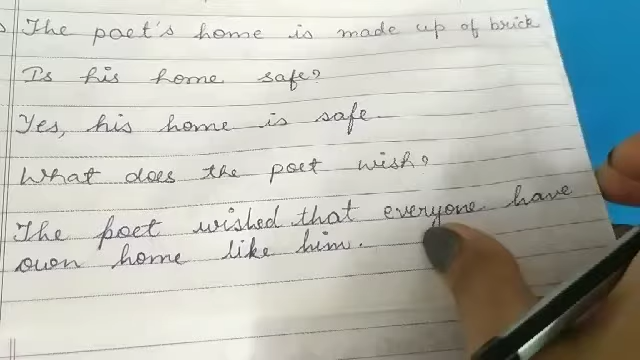 The poet's home is made up of brick
Is his home safe?
Yes, his home is safe.
What does the poet wish?
The poet wished that everyone have
own home like him.